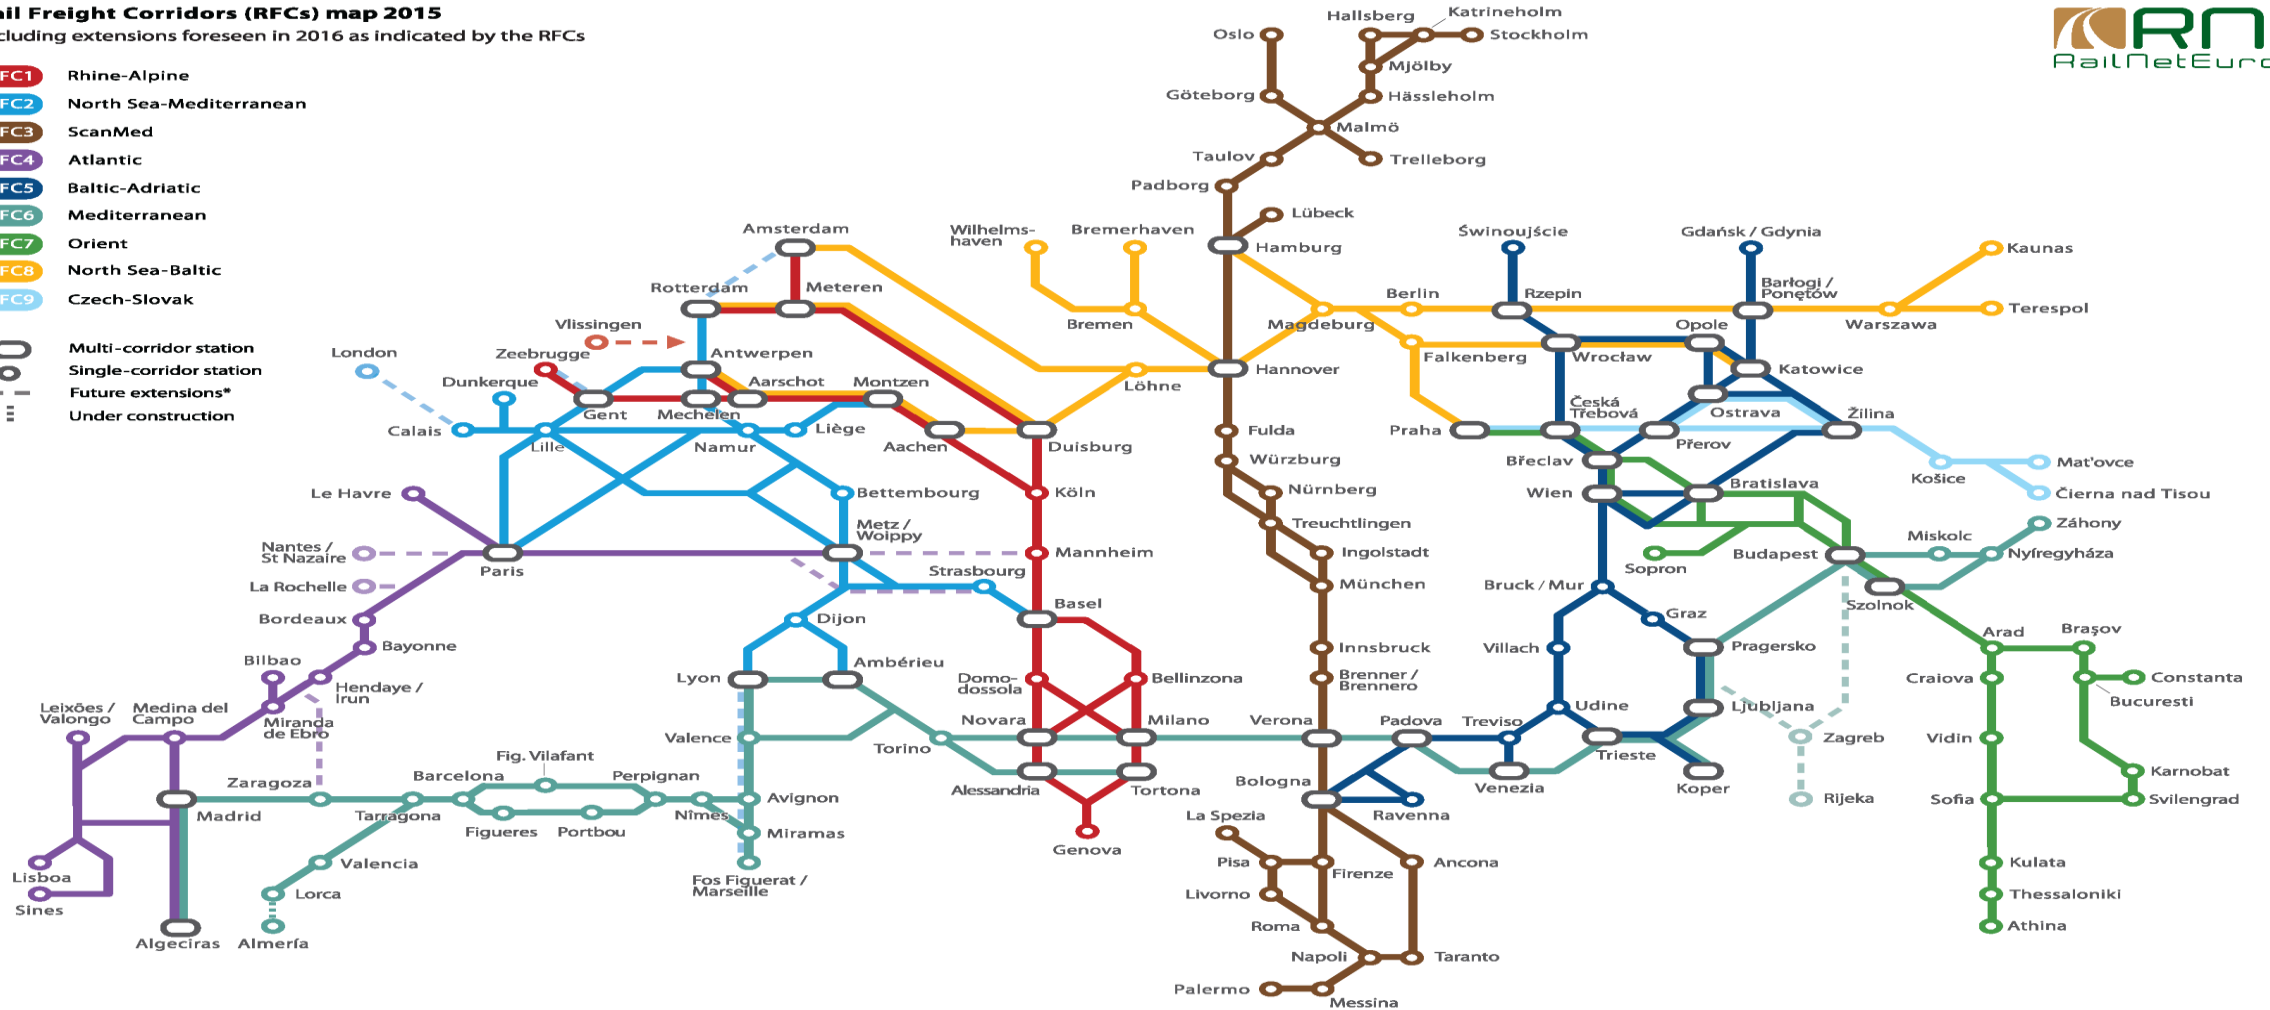 ail Freight Corridors (RFCs) map 2015
cluding extensions foreseen in 2016 as indicated by the RFCs
FC1 Rhine-Alpine
FC2 North Sea-Mediterranean
FC3 ScanMed
FC4 Atlantic
FC5 Baltic-Adriatic
FC6 Mediterranean
FC7 Orient
FC8 North Sea-Baltic
FC9 Czech-Slovak
Multi-corridor station
Single-corridor station
Future extensions*
Under construction
RN
RailNetEuro
Oslo
Hallsberg
Katrineholm
Stockholm
Mjölby
Göteborg
Hässleholm
Malmö
Taulov
Trelleborg
Padborg
Lübeck
Hamburg
Amsterdam
Wilhelms-
haven
Bremerhaven
Świnoujście
Gdańsk / Gdynia
Kaunas
Rotterdam
Meteren
Bremen
Magdeburg
Berlin
Rzepin
Barłogi /
Ponętów
Warszawa
Terespol
Vlissingen
Zeebrugge
Antwerpen
London
Dunkerque
Aarschot
Montzen
Löhne
Hannover
Falkenberg
Wrocław
Opole
Katowice
Gent
Mechelen
Calais
Lille
Namur
Liège
Aachen
Duisburg
Fulda
Praha
Česká
Třebová
Ostrava
Žilina
Přerov
Le Havre
Bettembourg
Köln
Würzburg
Nürnberg
Břeclav
Wien
Bratislava
Košice
Mat'ovce
Čierna nad Tisou
Nantes /
St Nazaire
Paris
Metz /
Woippy
Mannheim
Treuchtlingen
Ingolstadt
München
Sopron
Budapest
Miskolc
Záhony
Nyíregyháza
La Rochelle
Strasbourg
Bruck / Mur
Szolnok
Bordeaux
Bayonne
Dijon
Basel
Innsbruck
Graz
Villach
Pragersko
Arad
Braşov
Bilbao
Hendaye /
Irun
Lyon
Ambérieu
Domo-
dossola
Bellinzona
Brenner /
Brennero
Craiova
Constanta
Bucuresti
Leixões /
Valongo
Medina del
Campo
Miranda
de Ebro
Valence
Torino
Novara
Milano
Verona
Padova
Treviso
Udine
Ljubljana
Trieste
Zagreb
Vidin
Zaragoza
Barcelona
Fig. Vilafant
Perpignan
Alessandria
Tortona
Bologna
Venezia
Koper
Karnobat
Madrid
Tarragona
Figueres
Portbou
Nîmes
Avignon
Miramas
La Spezia
Ravenna
Rijeka
Sofia
Svilengrad
Lisboa
Valencia
Genova
Pisa
Firenze
Ancona
Kulata
Sines
Lorca
Fos Figuerat /
Marseille
Livorno
Thessaloniki
Algeciras
Almería
Roma
Athina
Napoli
Taranto
Palermo
Messina